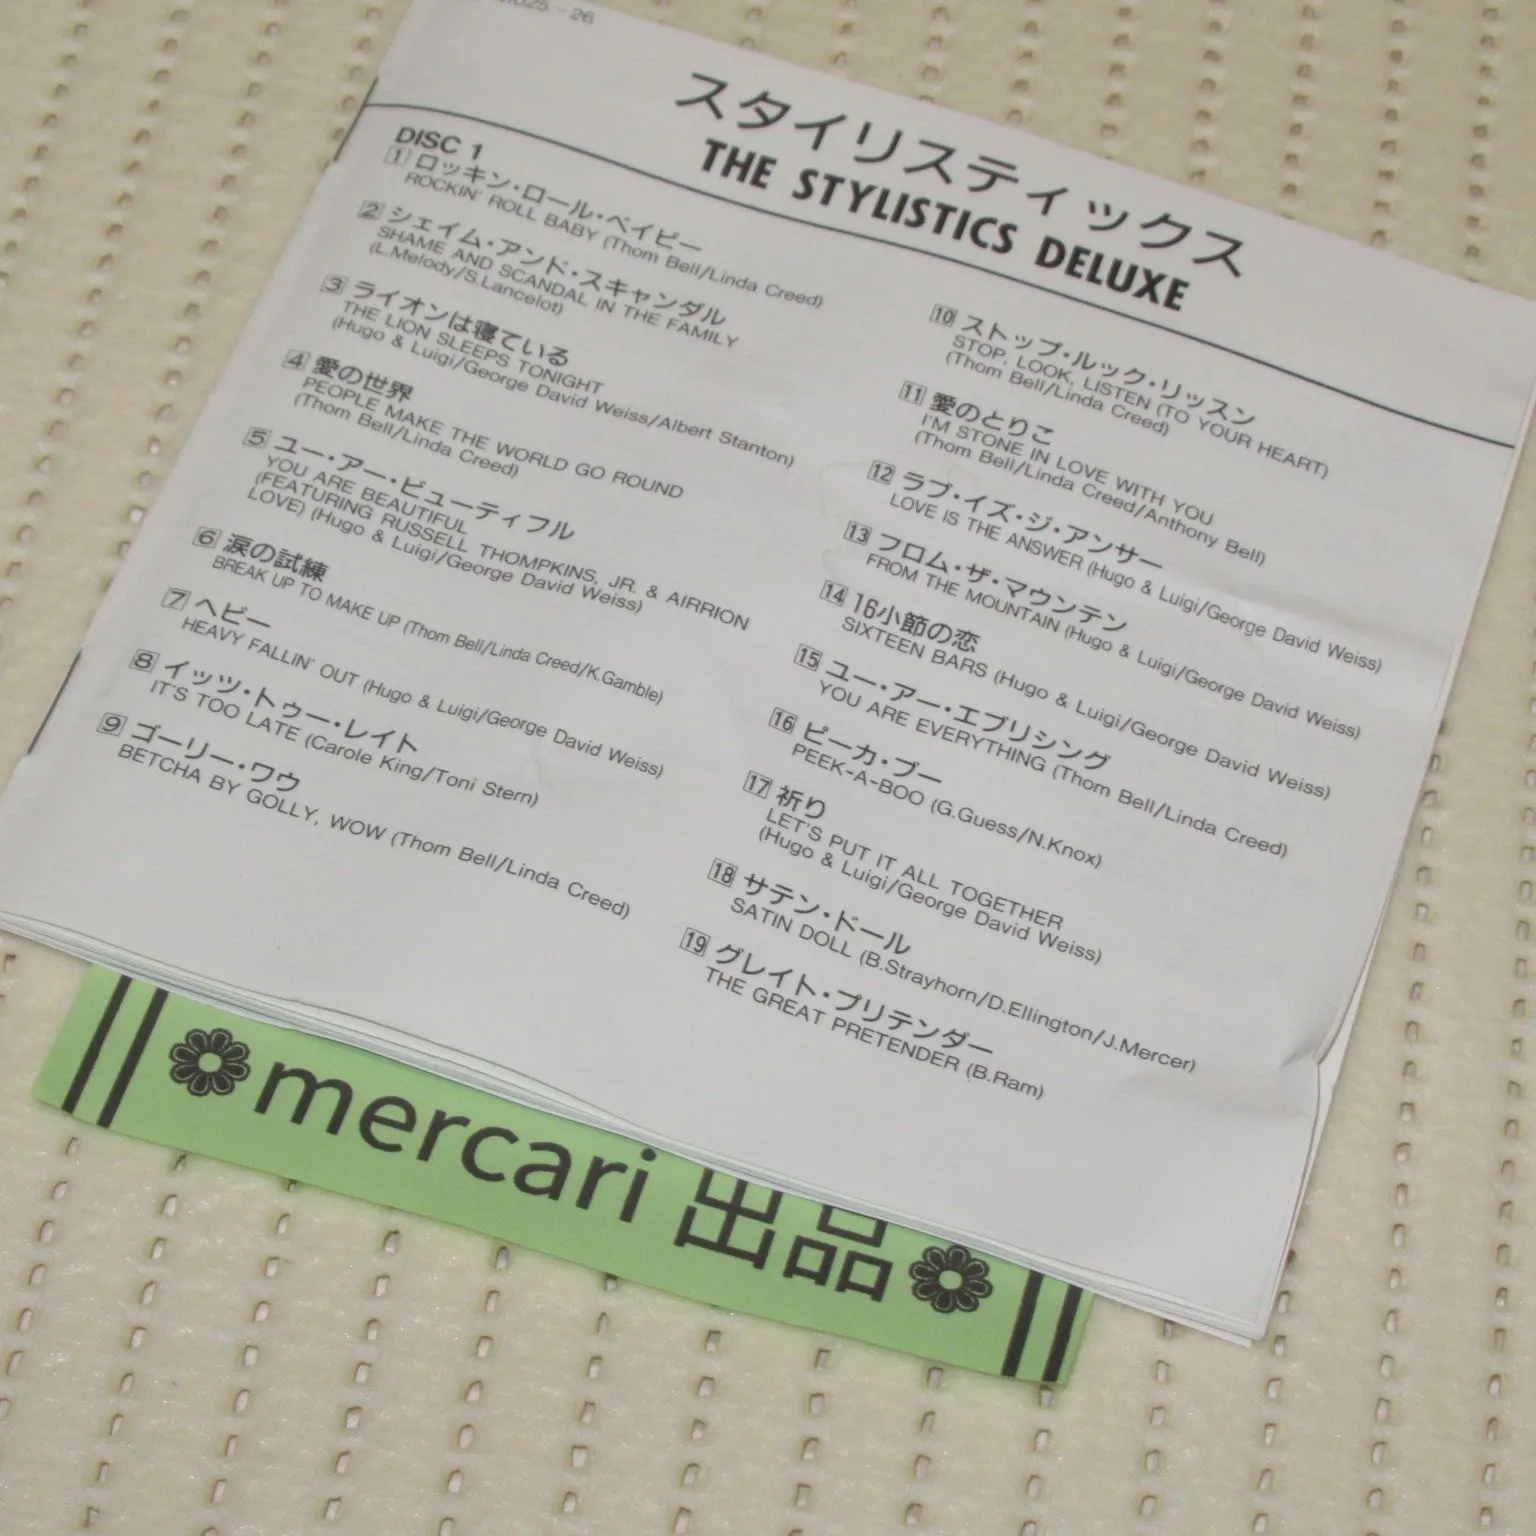 25-26
スタイリスティックス
THE STYLISTICS DELUXE
DISC 1
1 ロッキン・ロール・ベイビー
ROCKIN' ROLL BABY (Thom Bell/Linda Creed)
2 シェイム・アンド・スキャンダル
SHAME AND SCANDAL IN THE FAMILY
(L.Melody/S.Lancelot)
3 ライオンは寝ている
THE LION SLEEPS TONIGHT
(Hugo & Luigi/George David Weiss/Albert Stanton)
4 愛の世界
PEOPLE MAKE THE WORLD GO ROUND
(Thom Bell/Linda Creed)
5 ユー・アー・ビューティフル
YOU ARE BEAUTIFUL
(FEATURING RUSSELL THOMPKINS, JR. & AIRRION
LOVE) (Hugo & Luigi/George David Weiss)
6 涙の試練
BREAK UP TO MAKE UP (Thom Bell/Linda Creed/K.Gamble)
7 ヘビー
HEAVY FALLIN' OUT (Hugo & Luigi/George David Weiss)
8 イッツ・トゥー・レイト
IT'S TOO LATE (Carole King/Toni Stern)
9 ゴーリー・ワウ
BETCHA BY GOLLY, WOW (Thom Bell/Linda Creed)
10 ストップ・ルック・リッスン
STOP, LOOK, LISTEN (TO YOUR HEART)
(Thom Bell/Linda Creed)
11 愛のとりこ
I'M STONE IN LOVE WITH YOU
(Thom Bell/Linda Creed/Anthony Bell)
12 ラブ・イズ・ジ・アンサー
LOVE IS THE ANSWER (Hugo & Luigi/George David Weiss)
13 フロム・ザ・マウンテン
FROM THE MOUNTAIN (Hugo & Luigi/George David Weiss)
14 16小節の恋
SIXTEEN BARS (Hugo & Luigi/George David Weiss)
15 ユー・アー・エブリシング
YOU ARE EVERYTHING (Thom Bell/Linda Creed)
16 ピーカ・ブー
PEEK-A-BOO (G.Guess/N.Knox)
17 祈り
LET'S PUT IT ALL TOGETHER
(Hugo & Luigi/George David Weiss)
18 サテン・ドール
SATIN DOLL (B.Strayhorn/D.Ellington/J.Mercer)
19 グレイト・プリテンダー
THE GREAT PRETENDER (B.Ram)
mercari 出品